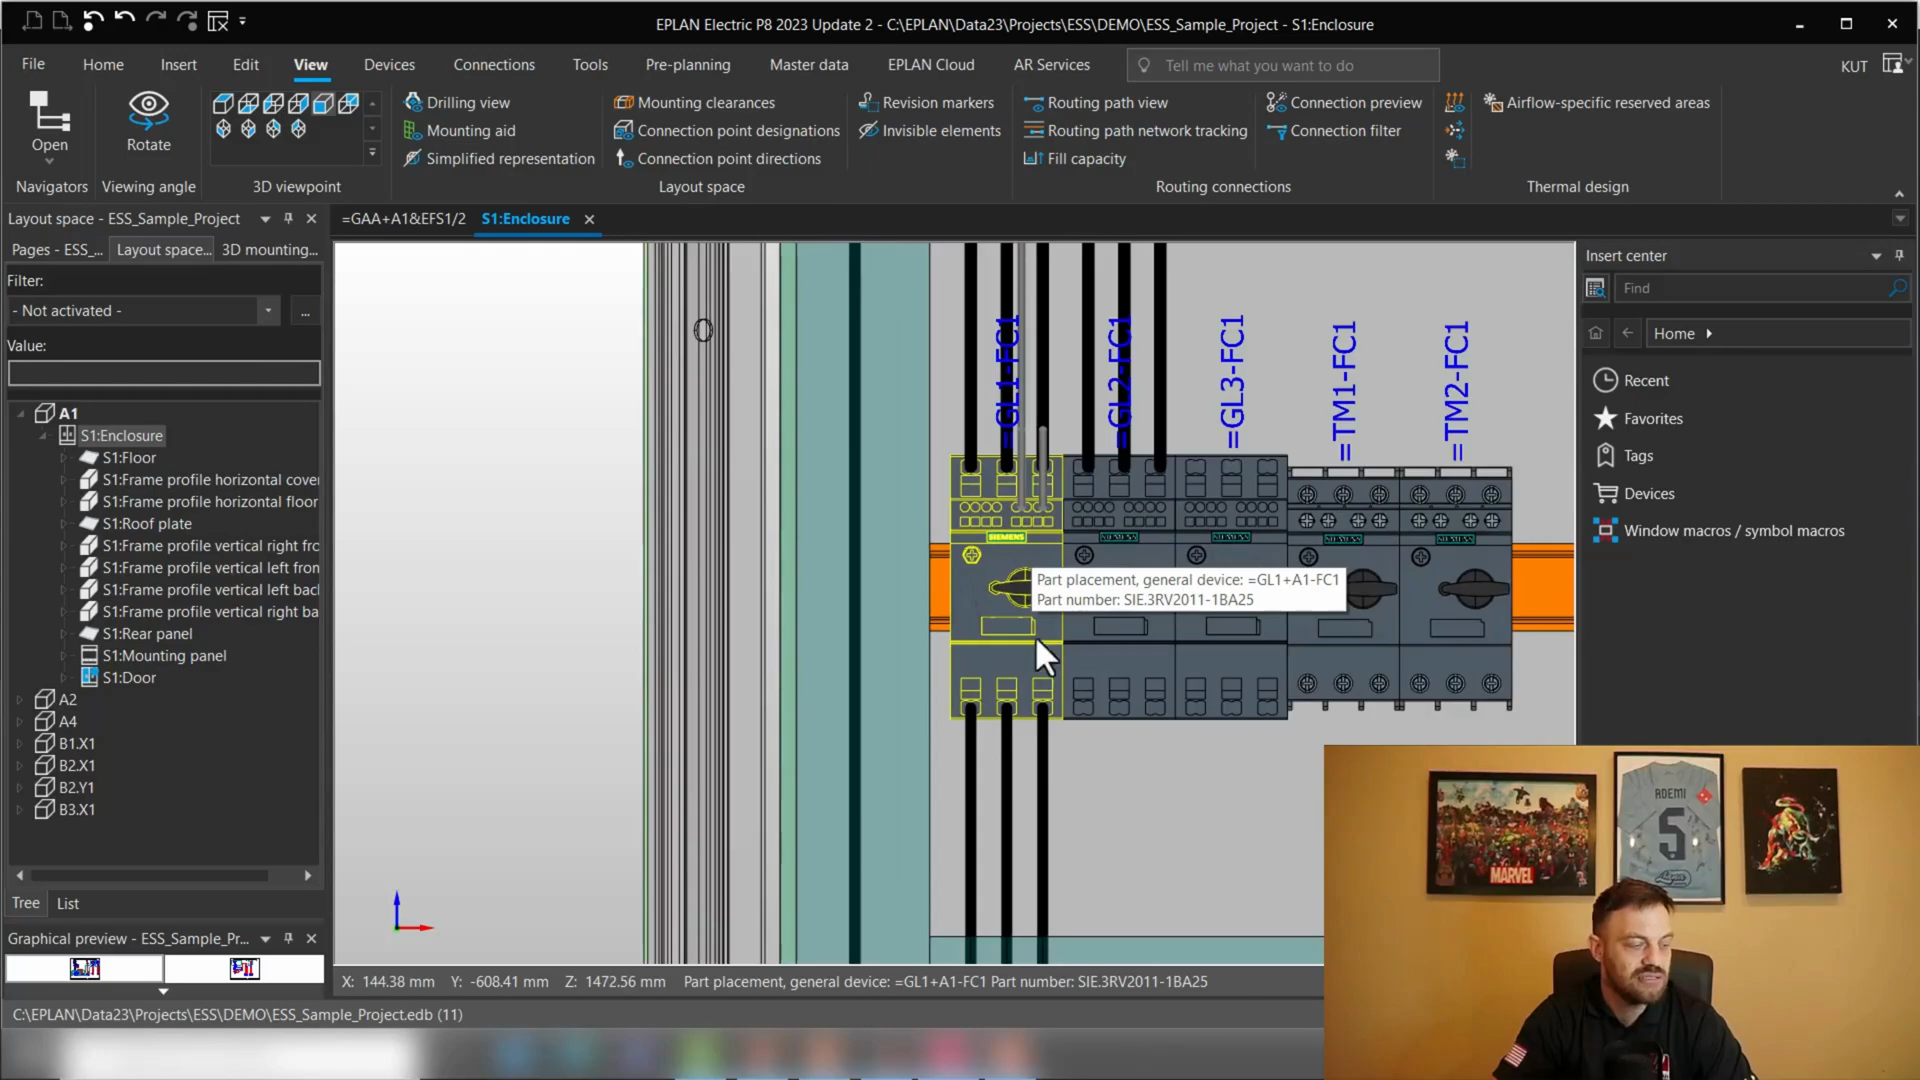 EPLAN Electric P8 2023 Update 2 - C:\EPLAN\Data23\Projects\ESS\DEMO\ESS_Sample_Project - S1:Enclosure
File Home Insert Edit View Devices Connections Tools Pre-planning Master data EPLAN Cloud AR Services Tell me what you want to do KUT
Drilling view Mounting clearances Revision markers Routing path view Connection preview Airflow-specific reserved areas
Mounting aid Connection point designations Invisible elements Routing path network tracking Connection filter
Open Rotate
Simplified representation Connection point directions Fill capacity
Navigators Viewing angle 3D viewpoint Layout space Routing connections Thermal design
Layout space - ESS_Sample_Project
=GAA+A1&EFS1/2 S1:Enclosure
Pages - ESS_... Layout space... 3D mounting...
Filter:
- Not activated -
...
Value:
A1
S1:Enclosure
S1:Floor
S1:Frame profile horizontal cove
S1:Frame profile horizontal floor
S1:Roof plate
S1:Frame profile vertical right fro
S1:Frame profile vertical left fron
S1:Frame profile vertical left back
S1:Frame profile vertical right ba
S1:Rear panel
S1:Mounting panel
S1:Door
A2
A4
B1.X1
B2.X1
B2.Y1
B3.X1
Tree List
Graphical preview - ESS_Sample_Pr...
=GL1-FC1
=GL2-FC1
=GL3-FC1
=TM1-FC1
=TM2-FC1
SIEMENS SIEMENS SIEMENS SIEMENS SIEMENS
Part placement, general device: =GL1+A1-FC1
Part number: SIE.3RV2011-1BA25
Insert center
Find
Home
Recent
Favorites
Tags
Devices
Window macros / symbol macros
MARVEL
ADEMI
5
X: 144.38 mm Y: -608.41 mm Z: 1472.56 mm Part placement, general device: =GL1+A1-FC1 Part number: SIE.3RV2011-1BA25
C:\EPLAN\Data23\Projects\ESS\DEMO\ESS_Sample_Project.edb (11)